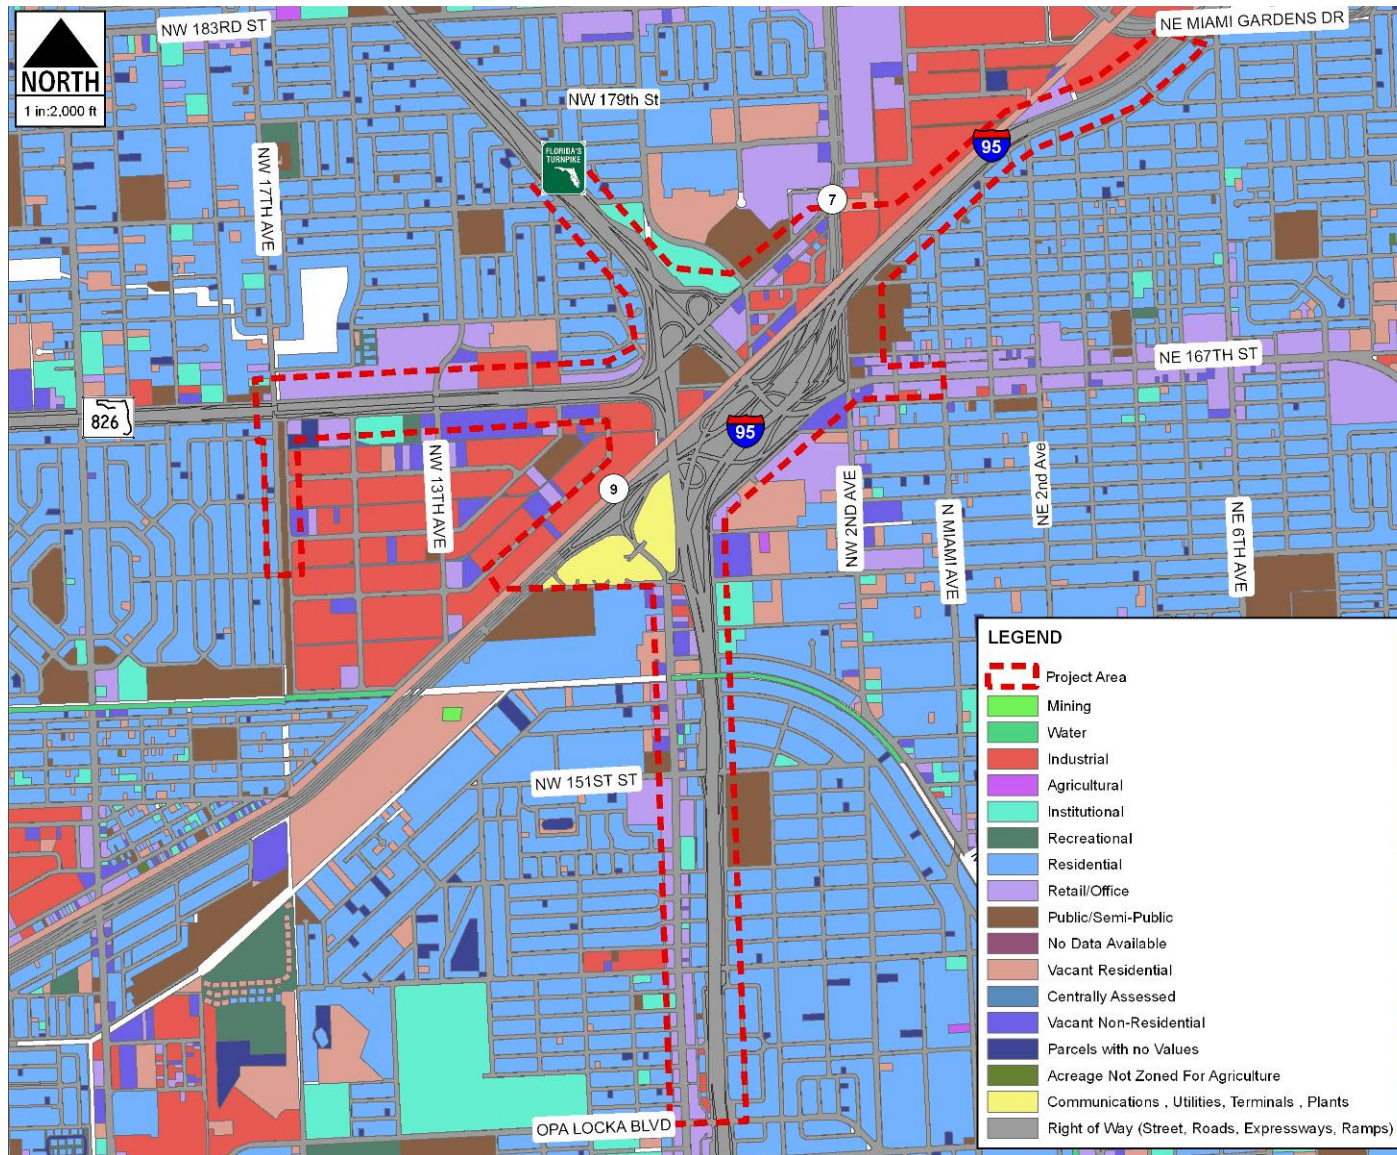 NW 183RD ST
NE MIAMI GARDENS DR
NORTH
1 in:2,000 ft
NW 179th St
NW 17TH AVE
FLORIDA'S
TURNPIKE
95
7
NE 167TH ST
826
95
NW 13TH AVE
9
NW 2ND AVE
N MIAMI AVE
NE 2nd Ave
NE 6TH AVE
NW 151ST ST
OPA LOCKA BLVD
LEGEND
Project Area
Mining
Water
Industrial
Agricultural
Institutional
Recreational
Residential
Retail/Office
Public/Semi-Public
No Data Available
Vacant Residential
Centrally Assessed
Vacant Non-Residential
Parcels with no Values
Acreage Not Zoned For Agriculture
Communications , Utilities, Terminals , Plants
Right of Way (Street, Roads, Expressways, Ramps)